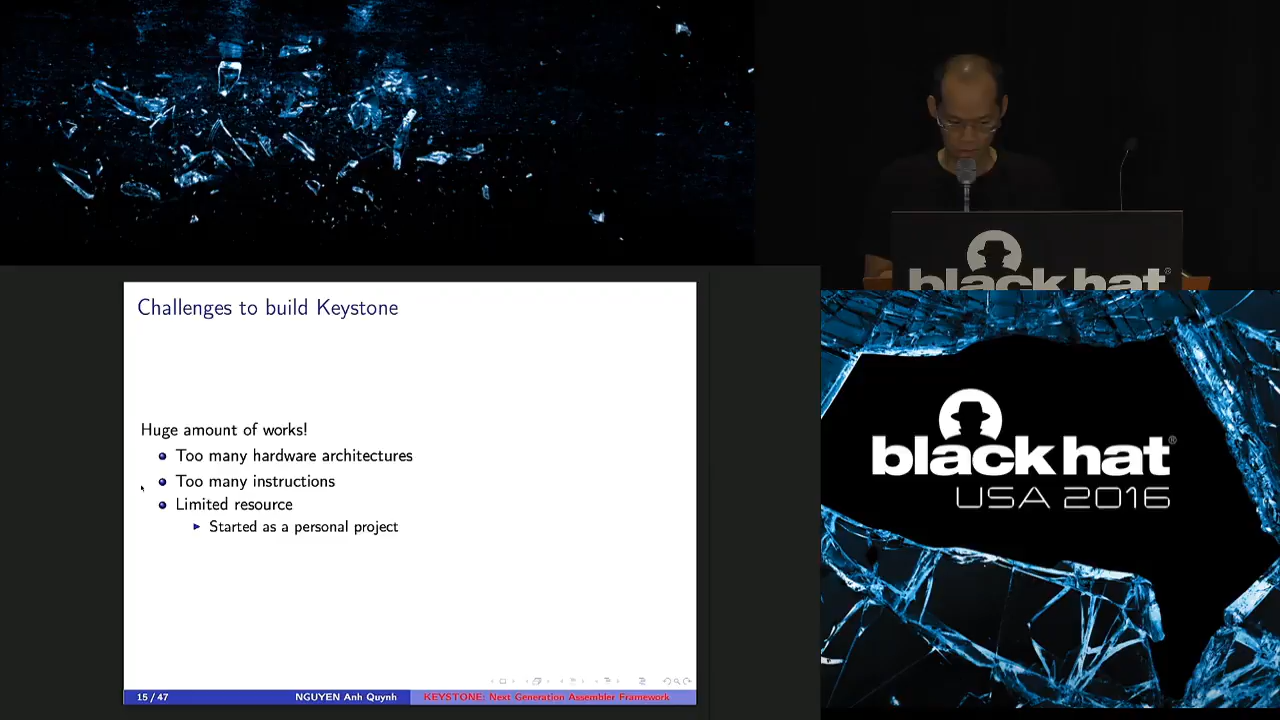 black hat®
Challenges to build Keystone
Huge amount of works!
Too many hardware architectures
Too many instructions
Limited resource
Started as a personal project
15 / 47
NGUYEN Anh Quynh
KEYSTONE: Next Generation Assembler Framework
black hat®
USA 2016